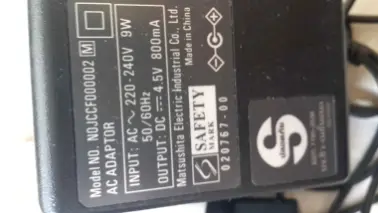 Model NO. N0JCCF000002 M
AC ADAPTOR
INPUT: AC ~ 220-240V 9W
50/60Hz
OUTPUT: DC ⎓ 4.5V 800mA
Matsushita Electric Industrial Co., Ltd.
Made in China
S SAFETY
MARK
020767-00